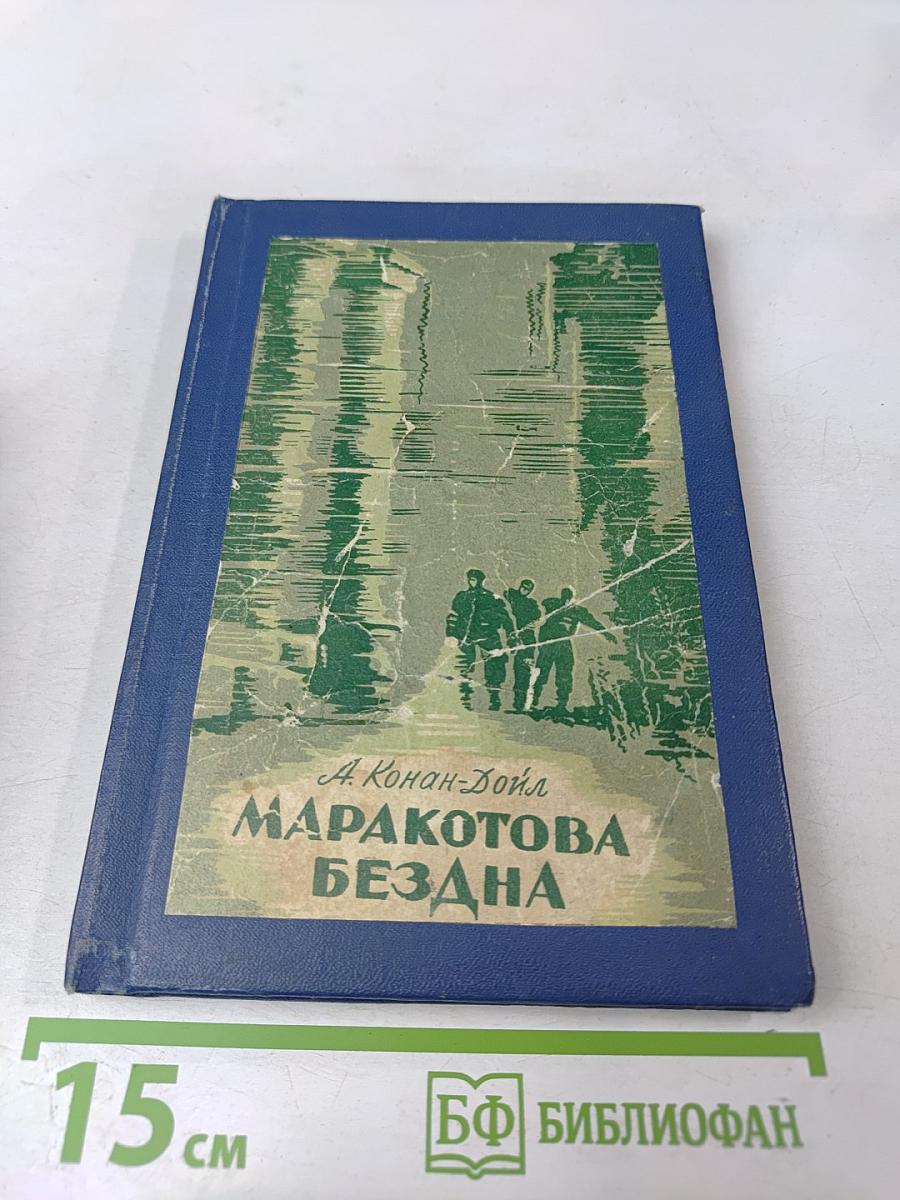 А. Конан-Дойл
МАРАКОТОВА
БЕЗДНА
15 см
БФ БИБЛИОФАН